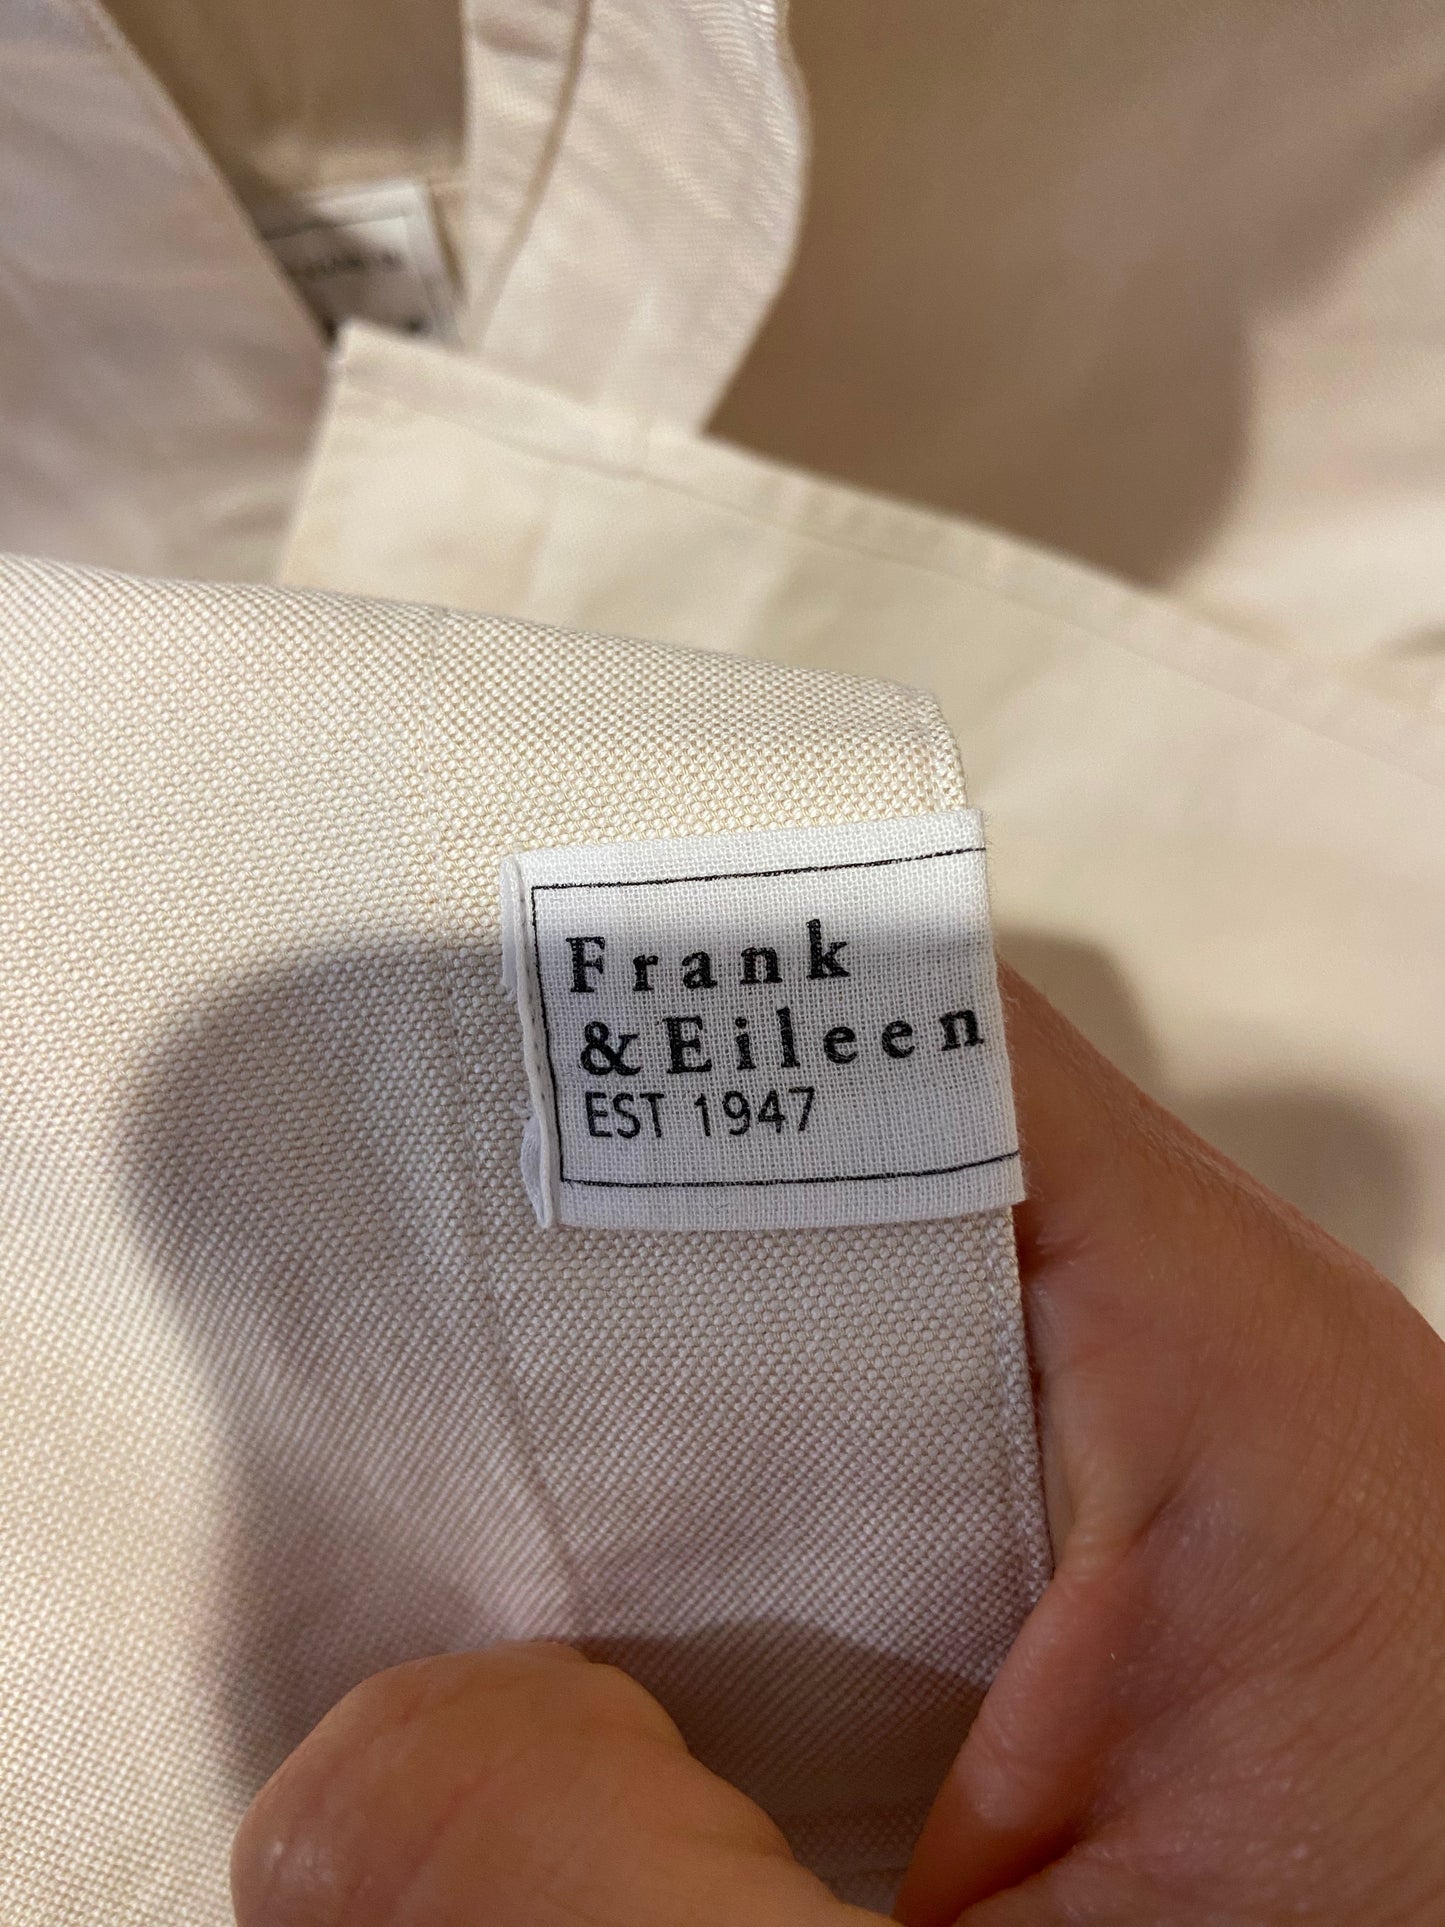 Frank
& Eileen
EST 1947